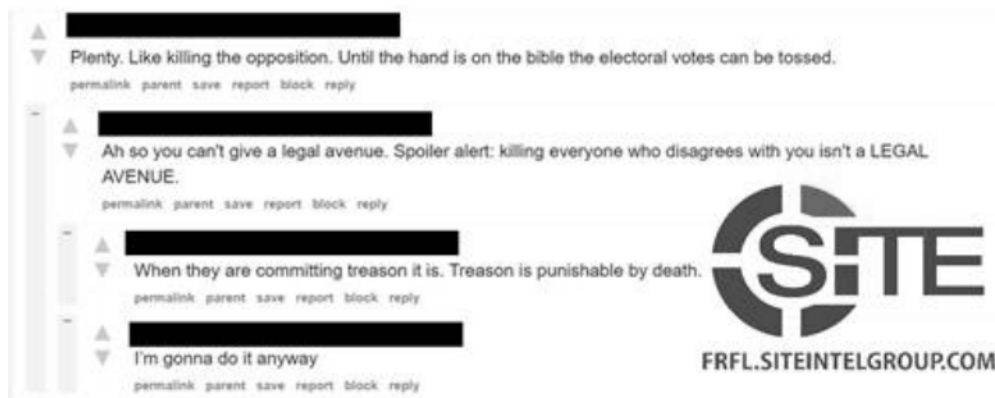 Plenty. Like killing the opposition. Until the hand is on the bible the electoral votes can be tossed.
permalink parent save report block reply
Ah so you can't give a legal avenue. Spoiler alert: killing everyone who disagrees with you isn't a LEGAL
AVENUE.
permalink parent save report block reply
When they are committing treason it is. Treason is punishable by death.
permalink parent save report block reply
I'm gonna do it anyway
permalink parent save report block reply
SITE
FRFL.SITEINTELGROUP.COM